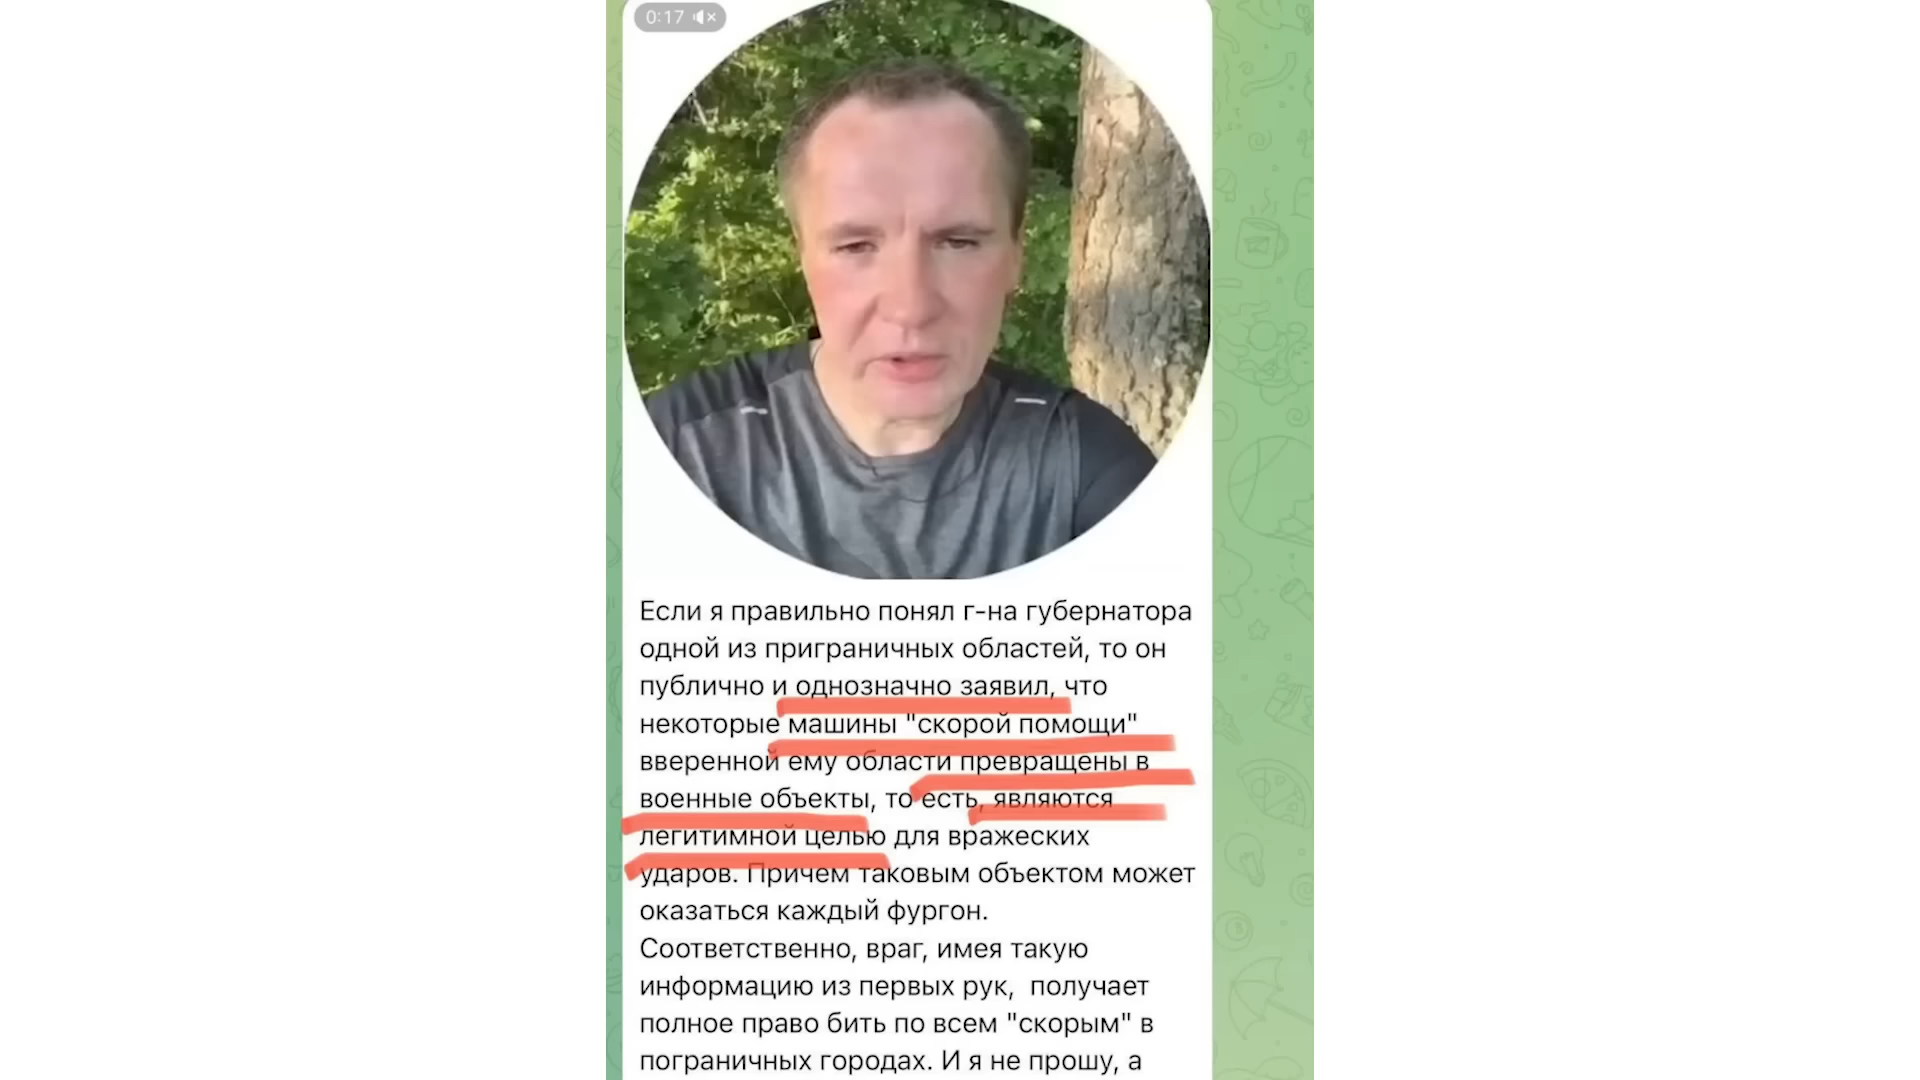 0:17
Если я правильно понял г-на губернатора
одной из приграничных областей, то он
публично и однозначно заявил, что
некоторые машины "скорой помощи"
вверенной ему области превращены в
военные объекты, то есть, являются
легитимной целью для вражеских
ударов. Причем таковым объектом может
оказаться каждый фургон.
Соответственно, враг, имея такую
информацию из первых рук, получает
полное право бить по всем "скорым" в
пограничных городах. И я не прошу, а